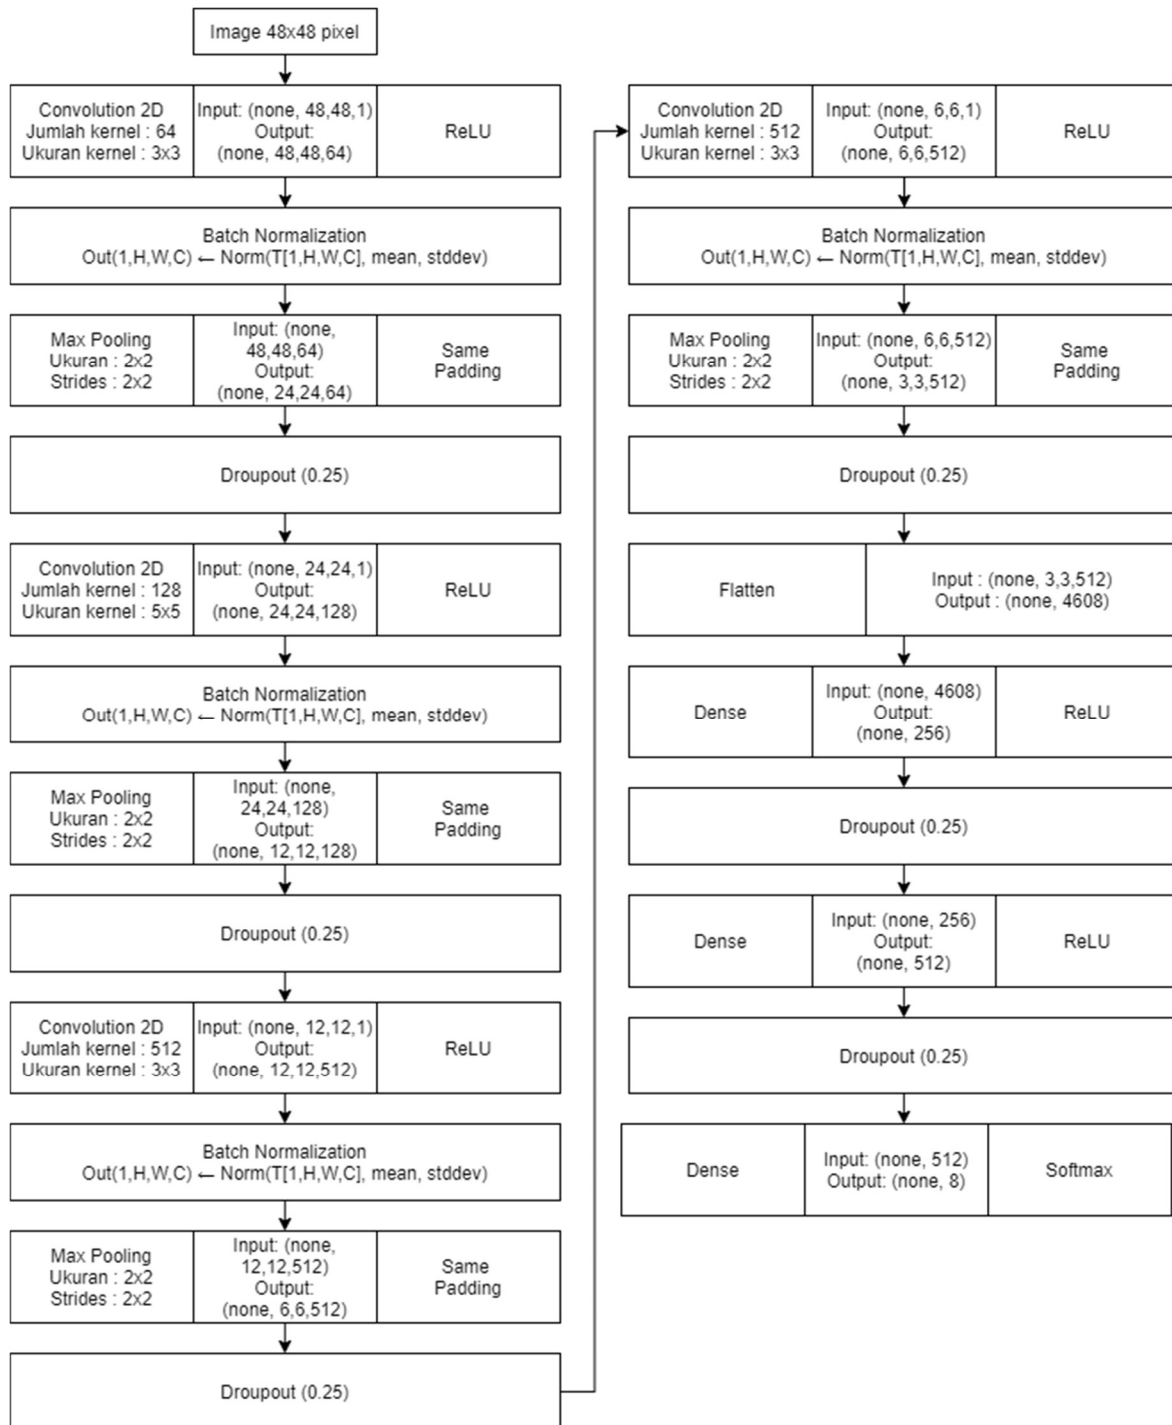 Image 48x48 pixel
Convolution 2D
Jumlah kernel : 64
Ukuran kernel : 3x3
Input: (none, 48,48,1)
Output:
(none, 48,48,64)
ReLU
Batch Normalization
Out(1,H,W,C) ← Norm(T[1,H,W,C], mean, stddev)
Max Pooling
Ukuran : 2x2
Strides : 2x2
Input: (none,
48,48,64)
Output:
(none, 24,24,64)
Same
Padding
Droupout (0.25)
Convolution 2D
Jumlah kernel : 128
Ukuran kernel : 5x5
Input: (none, 24,24,1)
Output:
(none, 24,24,128)
ReLU
Batch Normalization
Out(1,H,W,C) ← Norm(T[1,H,W,C], mean, stddev)
Max Pooling
Ukuran : 2x2
Strides : 2x2
Input: (none,
24,24,128)
Output:
(none, 12,12,128)
Same
Padding
Droupout (0.25)
Convolution 2D
Jumlah kernel : 512
Ukuran kernel : 3x3
Input: (none, 12,12,1)
Output:
(none, 12,12,512)
ReLU
Batch Normalization
Out(1,H,W,C) ← Norm(T[1,H,W,C], mean, stddev)
Max Pooling
Ukuran : 2x2
Strides : 2x2
Input: (none,
12,12,512)
Output:
(none, 6,6,512)
Same
Padding
Droupout (0.25)
Convolution 2D
Jumlah kernel : 512
Ukuran kernel : 3x3
Input: (none, 6,6,1)
Output:
(none, 6,6,512)
ReLU
Batch Normalization
Out(1,H,W,C) ← Norm(T[1,H,W,C], mean, stddev)
Max Pooling
Ukuran : 2x2
Strides : 2x2
Input: (none, 6,6,512)
Output:
(none, 3,3,512)
Same
Padding
Droupout (0.25)
Flatten
Input : (none, 3,3,512)
Output : (none, 4608)
Dense
Input: (none, 4608)
Output:
(none, 256)
ReLU
Droupout (0.25)
Dense
Input: (none, 256)
Output:
(none, 512)
ReLU
Droupout (0.25)
Dense
Input: (none, 512)
Output: (none, 8)
Softmax